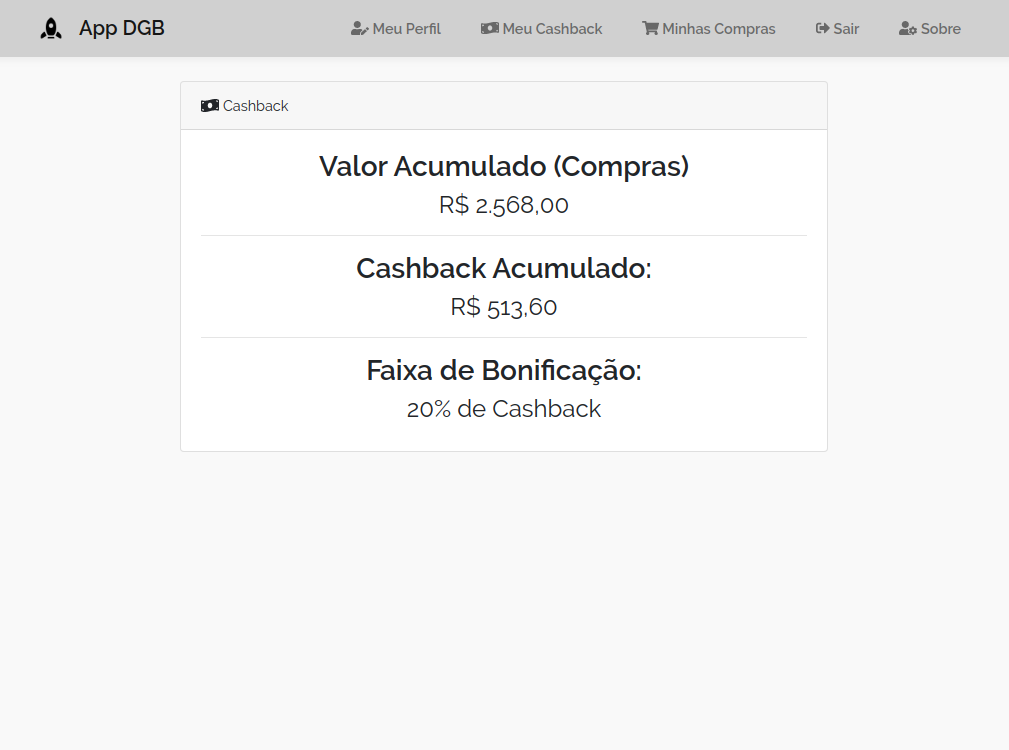 App DGB
Meu Perfil
Meu Cashback
Minhas Compras
Sair
Sobre
Cashback
Valor Acumulado (Compras)
R$ 2.568,00
Cashback Acumulado:
R$ 513,60
Faixa de Bonificação:
20% de Cashback